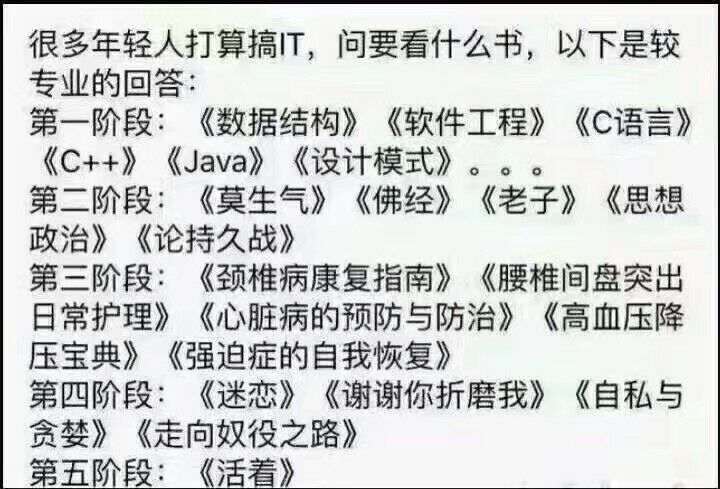 很多年轻人打算搞IT，问要看什么书，以下是较
专业的回答：
第一阶段：《数据结构》《软件工程》《C语言》
《C++》《Java》《设计模式》。。。
第二阶段：《莫生气》《佛经》《老子》《思想
政治》《论持久战》
第三阶段：《颈椎病康复指南》《腰椎间盘突出
日常护理》《心脏病的预防与防治》《高血压降
压宝典》《强迫症的自我恢复》
第四阶段：《迷恋》《谢谢你折磨我》《自私与
贪婪》《走向奴役之路》
第五阶段：《活着》